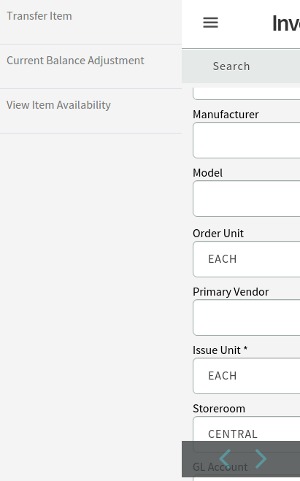 Transfer Item
Current Balance Adjustment
View Item Availability
Inv
Search
Manufacturer
Model
Order Unit
EACH
Primary Vendor
Issue Unit *
EACH
Storeroom
CENTRAL
GL Account